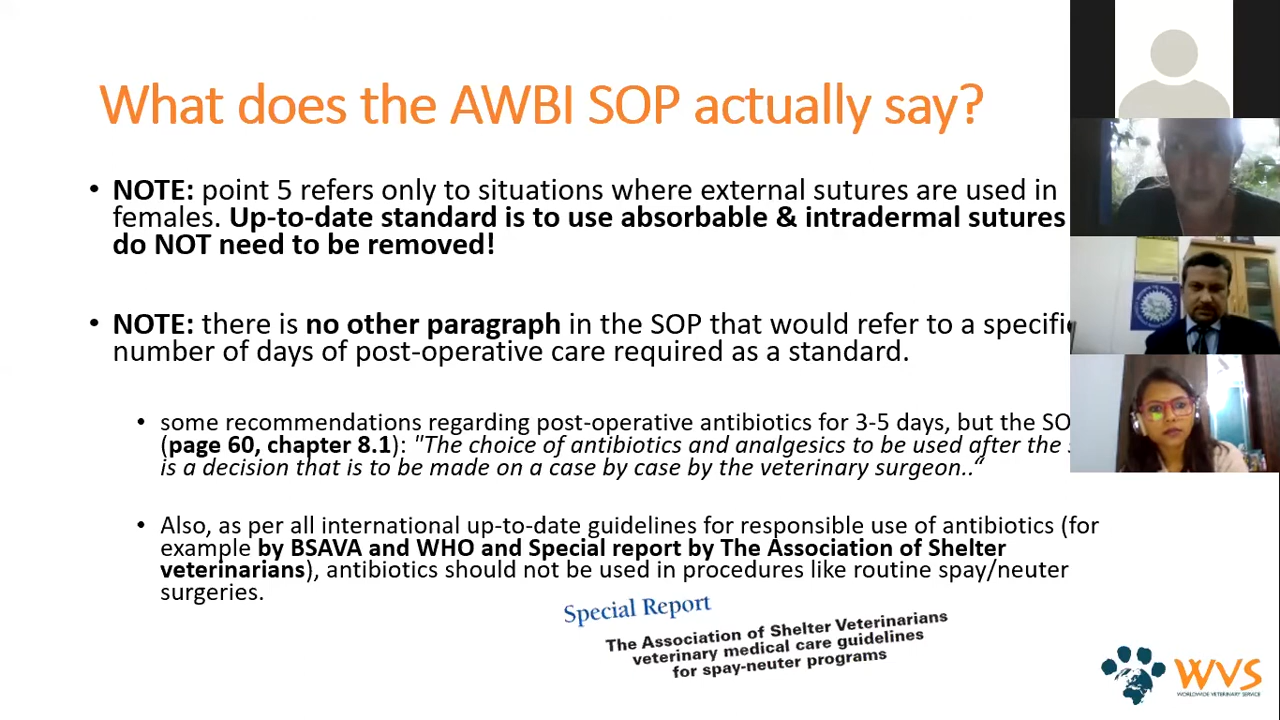 What does the AWBI SOP actually say?
• NOTE: point 5 refers only to situations where external sutures are used in
females. Up-to-date standard is to use absorbable & intradermal sutures
do NOT need to be removed!
• NOTE: there is no other paragraph in the SOP that would refer to a specific
number of days of post-operative care required as a standard.
• some recommendations regarding post-operative antibiotics for 3-5 days, but the SO
(page 60, chapter 8.1): "The choice of antibiotics and analgesics to be used after the
is a decision that is to be made on a case by case by the veterinary surgeon..“
• Also, as per all international up-to-date guidelines for responsible use of antibiotics (for
example by BSAVA and WHO and Special report by The Association of Shelter
veterinarians), antibiotics should not be used in procedures like routine spay/neuter
surgeries.
Special Report
The Association of Shelter Veterinarians
veterinary medical care guidelines
for spay-neuter programs
WVS
WORLDWIDE VETERINARY SERVICE